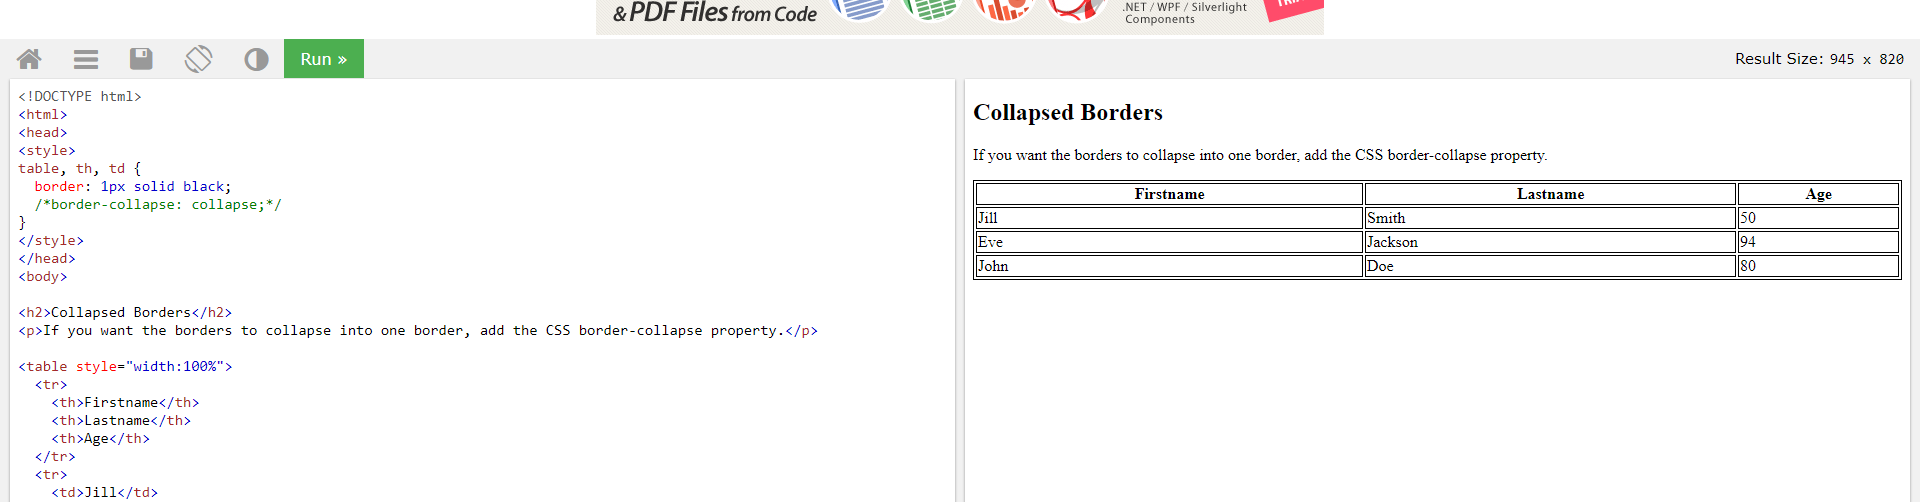 & PDF Files from Code
.NET / WPF / Silverlight
Components
Run »
Result Size: 945 x 820
<!DOCTYPE html>
<html>
<head>
<style>
table, th, td {
  border: 1px solid black;
  /*border-collapse: collapse;*/
}
</style>
</head>
<body>

<h2>Collapsed Borders</h2>
<p>If you want the borders to collapse into one border, add the CSS border-collapse property.</p>

<table style="width:100%">
  <tr>
    <th>Firstname</th>
    <th>Lastname</th>
    <th>Age</th>
  </tr>
  <tr>
    <td>Jill</td>
Collapsed Borders
If you want the borders to collapse into one border, add the CSS border-collapse property.
Firstname Lastname Age
Jill Smith 50
Eve Jackson 94
John Doe 80